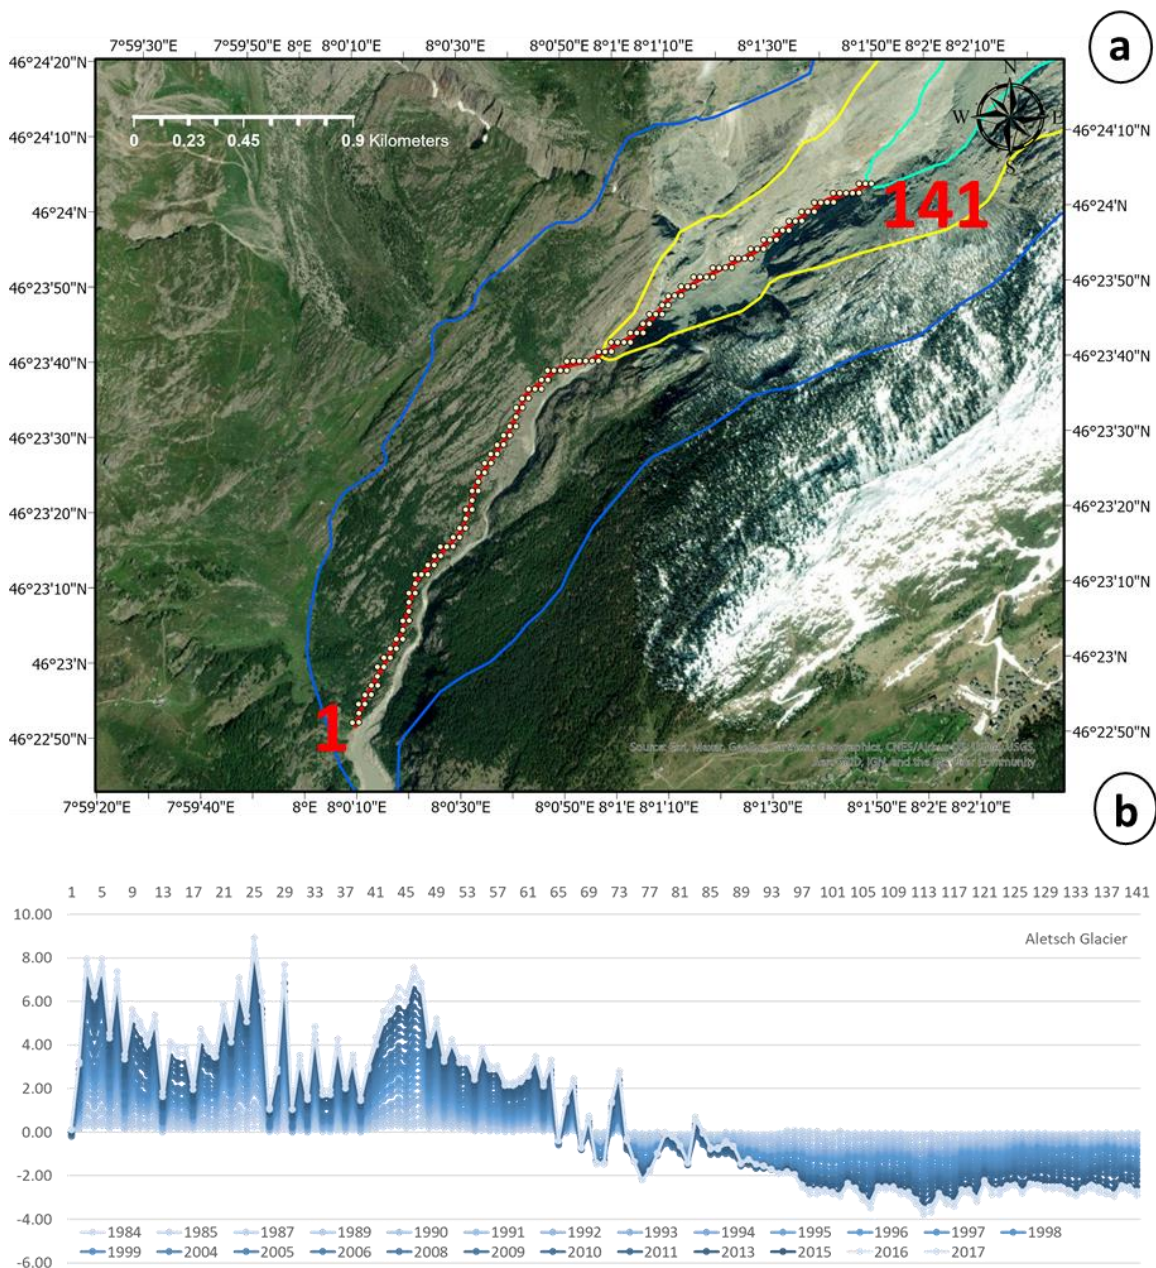 7°59'30"E 7°59'50"E 8°E 8°0'10"E 8°0'30"E 8°0'50"E 8°1'E 8°1'10"E 8°1'30"E 8°1'50"E 8°2'E 8°2'10"E
a
46°24'20"N
N
W E
S
0 0.23 0.45 0.9 Kilometers
46°24'10"N 46°24'10"N
141
46°24'N 46°24'N
46°23'50"N 46°23'50"N
46°23'40"N 46°23'40"N
46°23'30"N 46°23'30"N
46°23'20"N 46°23'20"N
46°23'10"N 46°23'10"N
46°23'N 46°23'N
1
46°22'50"N 46°22'50"N
Source: Esri, Maxar,
and the
Community
7°59'20"E 7°59'40"E 8°E 8°0'10"E 8°0'30"E 8°0'50"E 8°1'E 8°1'10"E 8°1'30"E 8°1'50"E 8°2'E 8°2'10"E
b
1 5 9 13 17 21 25 29 33 37 41 45 49 53 57 61 65 69 73 77 81 85 89 93 97 101 105 109 113 117 121 125 129 133 137 141
10.00
Aletsch Glacier
8.00
6.00
4.00
2.00
0.00
-2.00
-4.00
1984 1985 1987 1989 1990 1991 1992 1993 1994 1995 1996 1997 1998
1999 2004 2005 2006 2008 2009 2010 2011 2013 2015 2016 2017
-6.00